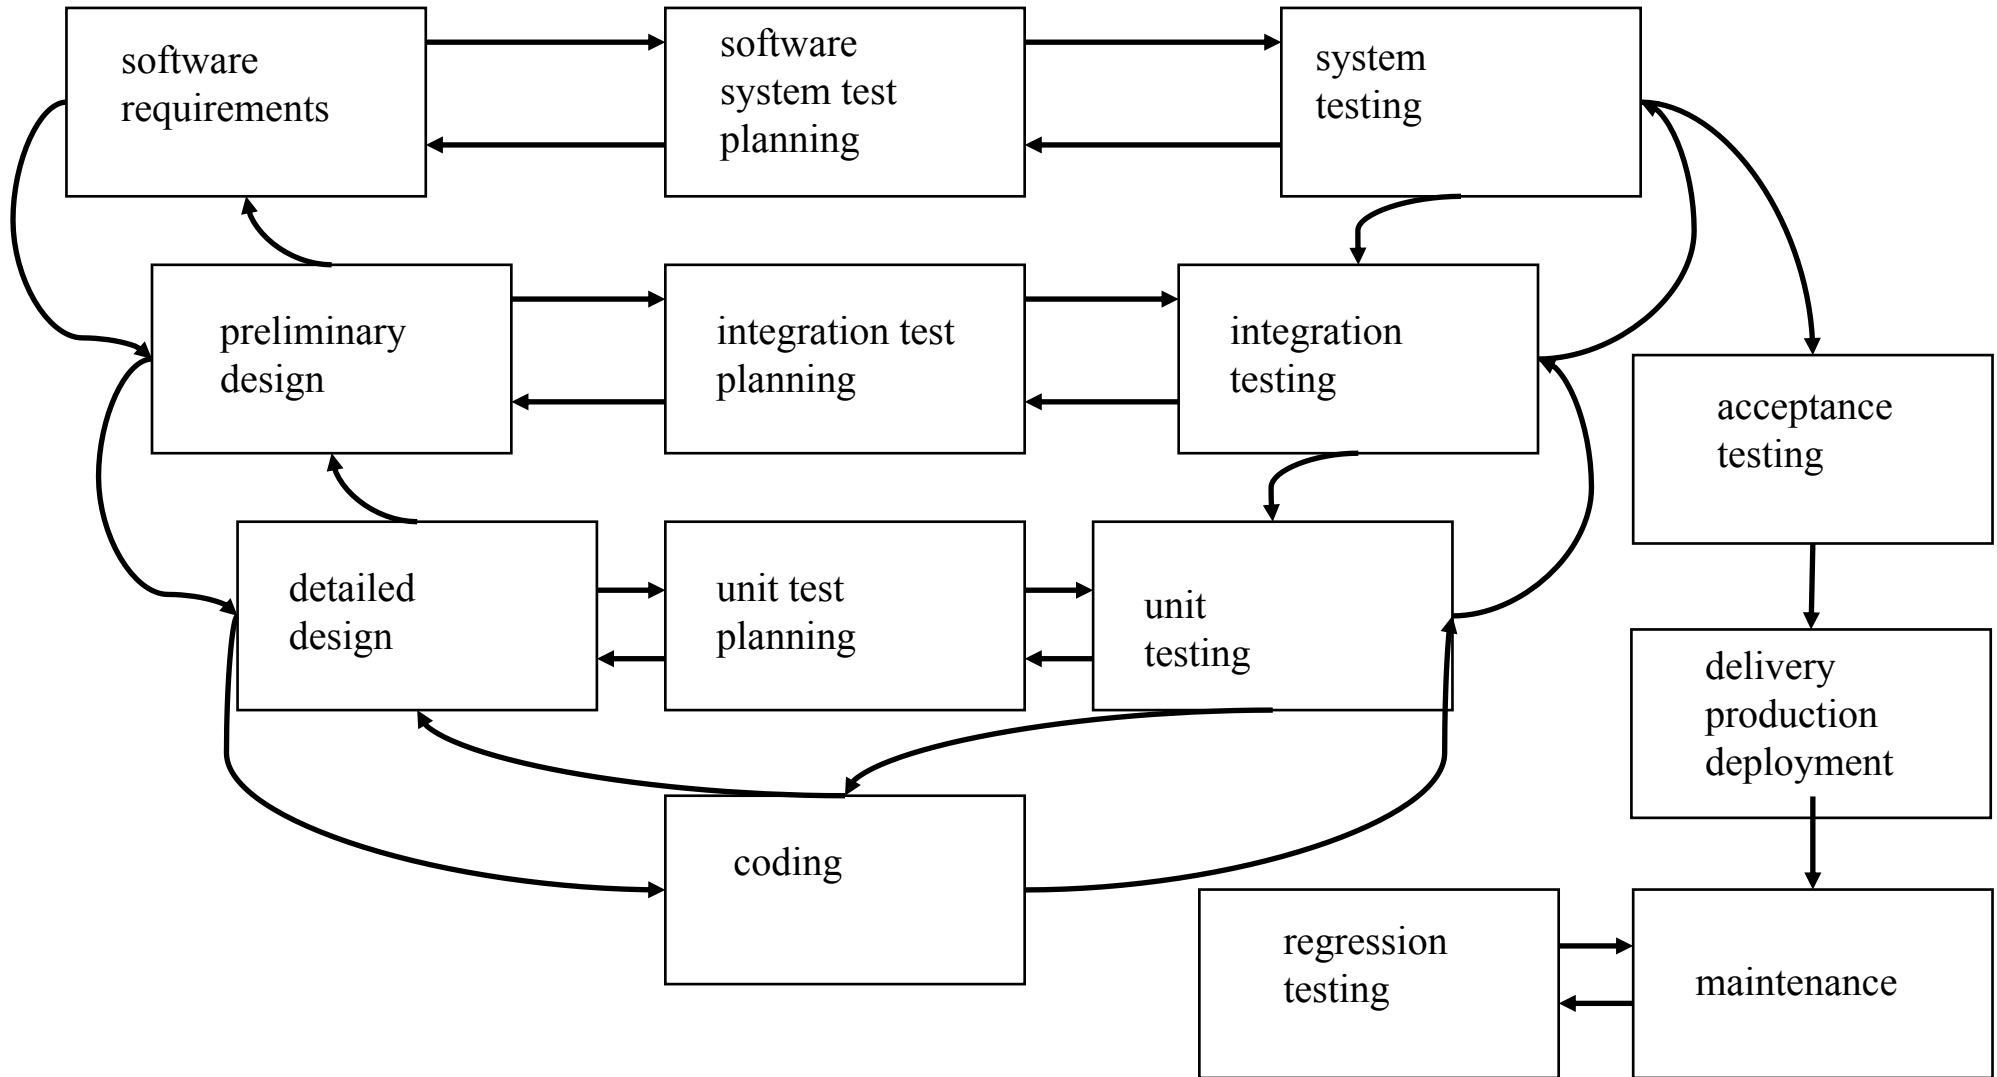 software
requirements
software
system test
planning
system
testing
preliminary
design
integration test
planning
integration
testing
acceptance
testing
detailed
design
unit test
planning
unit
testing
delivery
production
deployment
coding
regression
testing
maintenance